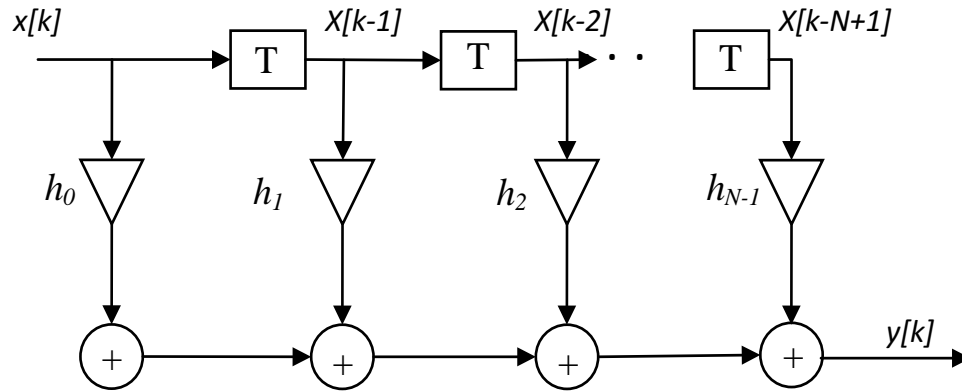 x[k] X[k-1] X[k-2] X[k-N+1]
T T . . T
h0 h1 h2 hN-1
y[k]
+ + + +